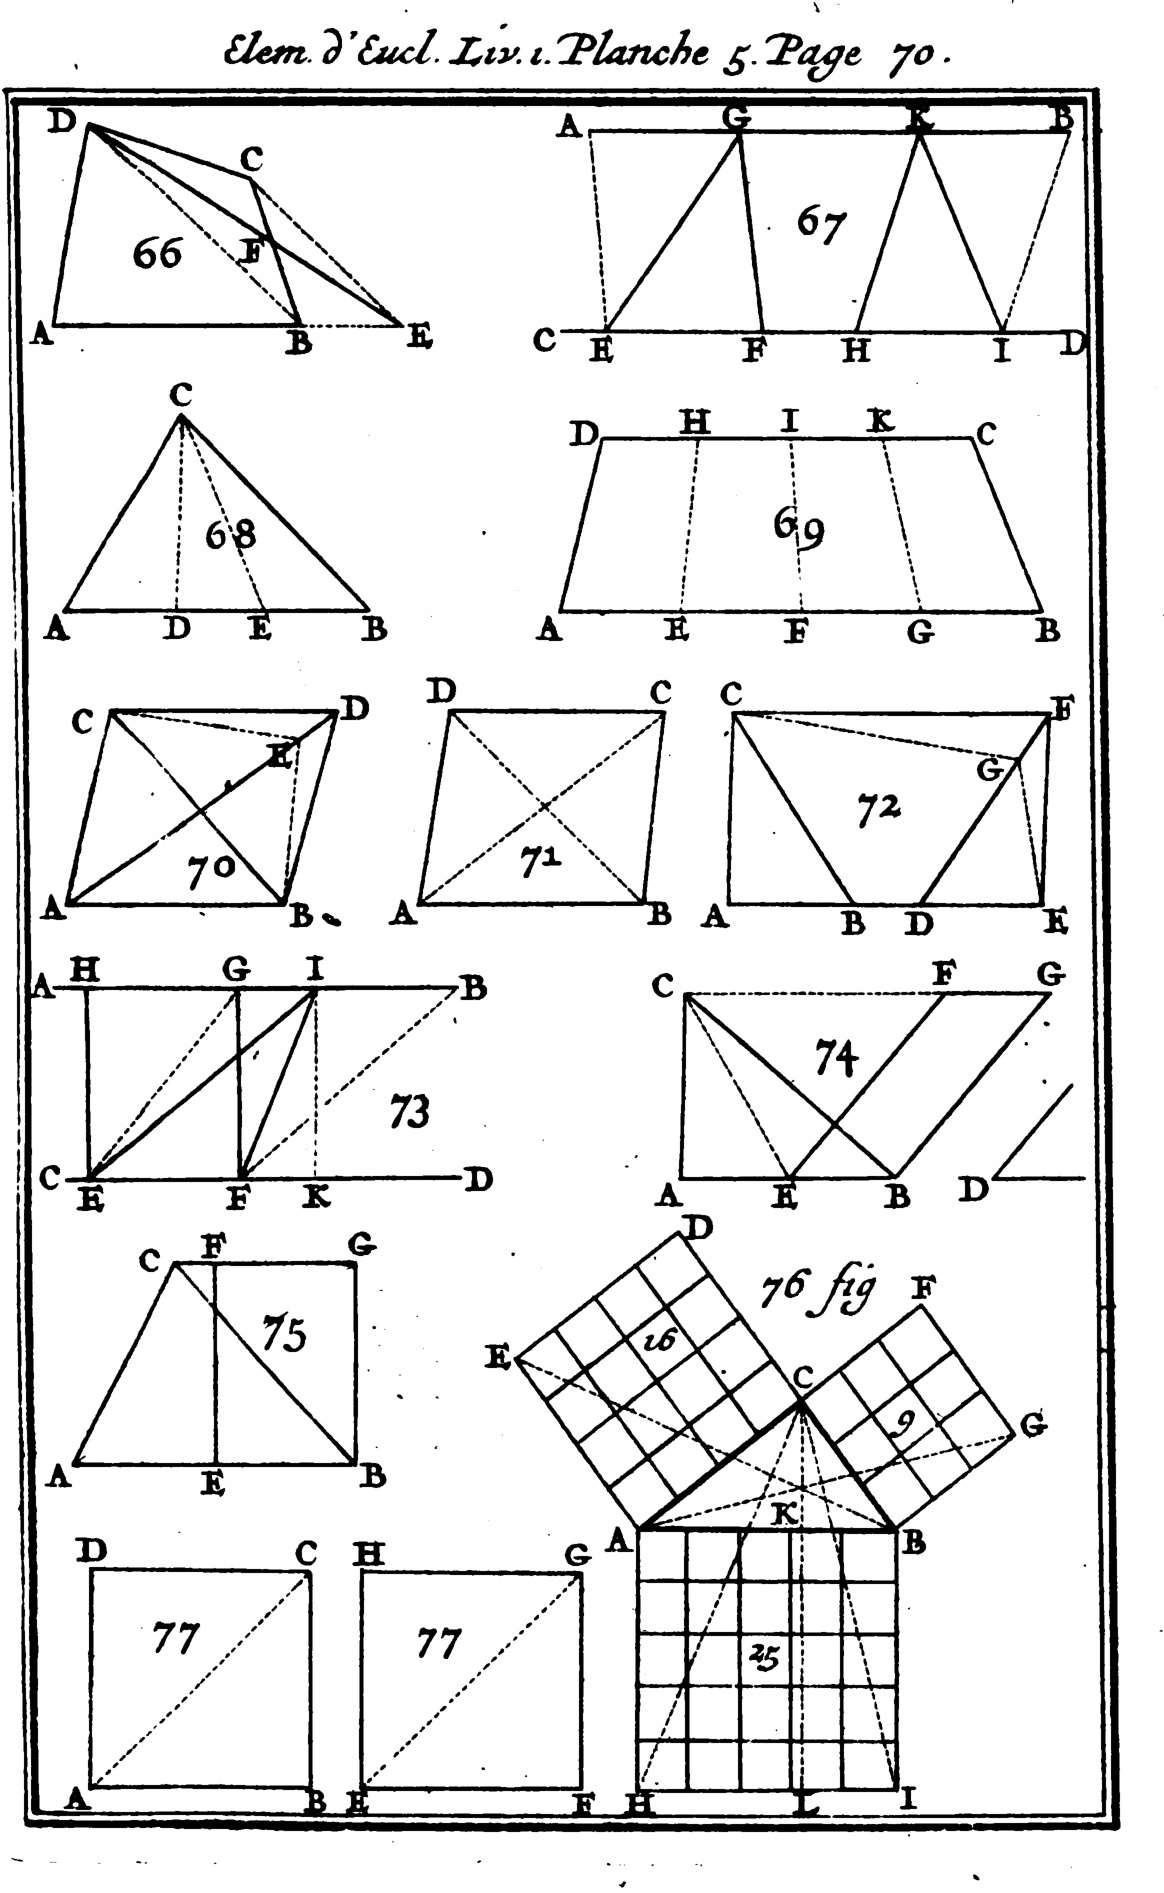 Elem. d'Eucl. Liv. 1. Planche 5. Page 70.
D C 66 F A B E
A G K B 67 C E F H I D
C 68 A D E B
D H I K C 69 A E F G B
C D E 70 A B
D C 71 A B
C F G 72 A B D E
A H G I B 73 C E F K D
C F G 74 A E B D
C F G 75 A E B
D 76 fig F E 16 C 9 G K A B 25 H L I
D C 77 A B
H G 77 E F